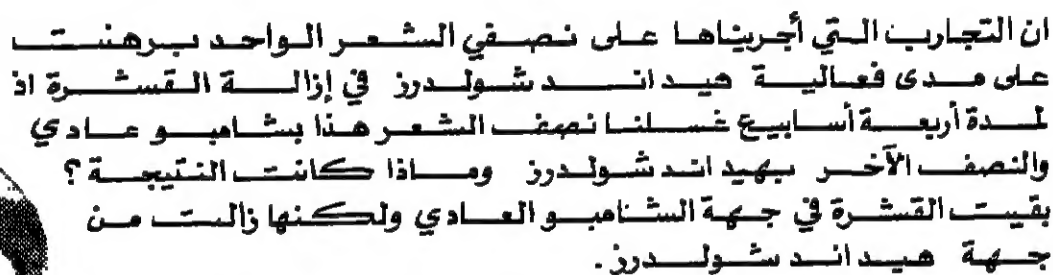 ان التجارب التي أجريناها على نصفي الشعر الواحد برهنت
على مدى فعالية هيد اند شولدرز في إزالة القشرة اذ
لمدة أربعة أسابيع غسلنا نصف الشعر هذا بشامبو عادي
والنصف الآخر بهيد اند شولدرز وماذا كانت النتيجة ؟
بقيت القشرة في جهة الشامبو العادي ولكنها زالت من
جهة هيد اند شولدرز .